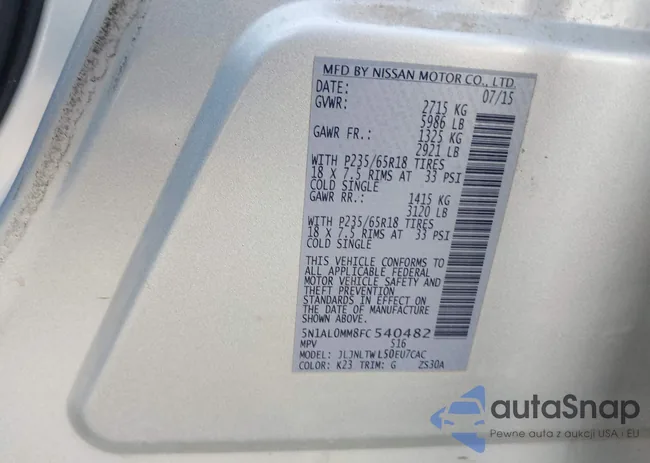 MFD BY NISSAN MOTOR CO., LTD.
DATE: 07/15
GVWR: 2715 KG
5986 LB
GAWR FR.: 1325 KG
2921 LB
WITH P235/65R18 TIRES
18 X 7.5 RIMS AT 33 PSI
COLD SINGLE
GAWR RR.: 1415 KG
3120 LB
WITH P235/65R18 TIRES
18 X 7.5 RIMS AT 33 PSI
COLD SINGLE
THIS VEHICLE CONFORMS TO
ALL APPLICABLE FEDERAL
MOTOR VEHICLE SAFETY AND
THEFT PREVENTION
STANDARDS IN EFFECT ON
THE DATE OF MANUFACTURE
SHOWN ABOVE.
5N1AL0MM8FC540482
MPV 516
MODEL: JLJNLTWL50EU7CAC
COLOR: K23 TRIM: G ZS30A
autaSnap
Pewne auta z aukcji USA i EU